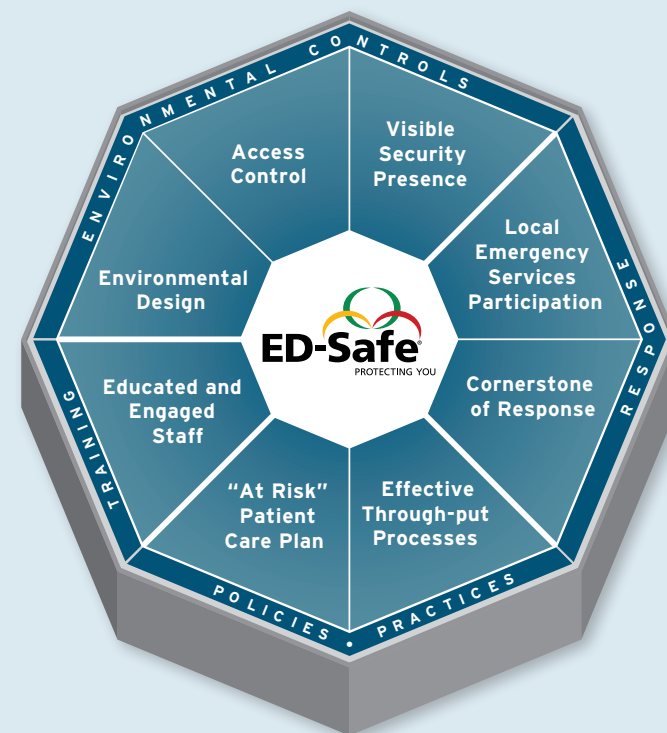 ENVIRONMENTAL CONTROLS
Access
Control
Visible
Security
Presence
Local
Emergency
Services
Participation
RESPONSE
Environmental
Design
ED-Safe®
PROTECTING YOU
Educated and
Engaged
Staff
Cornerstone
of Response
TRAINING
“At Risk”
Patient
Care Plan
Effective
Through-put
Processes
POLICIES • PRACTICES